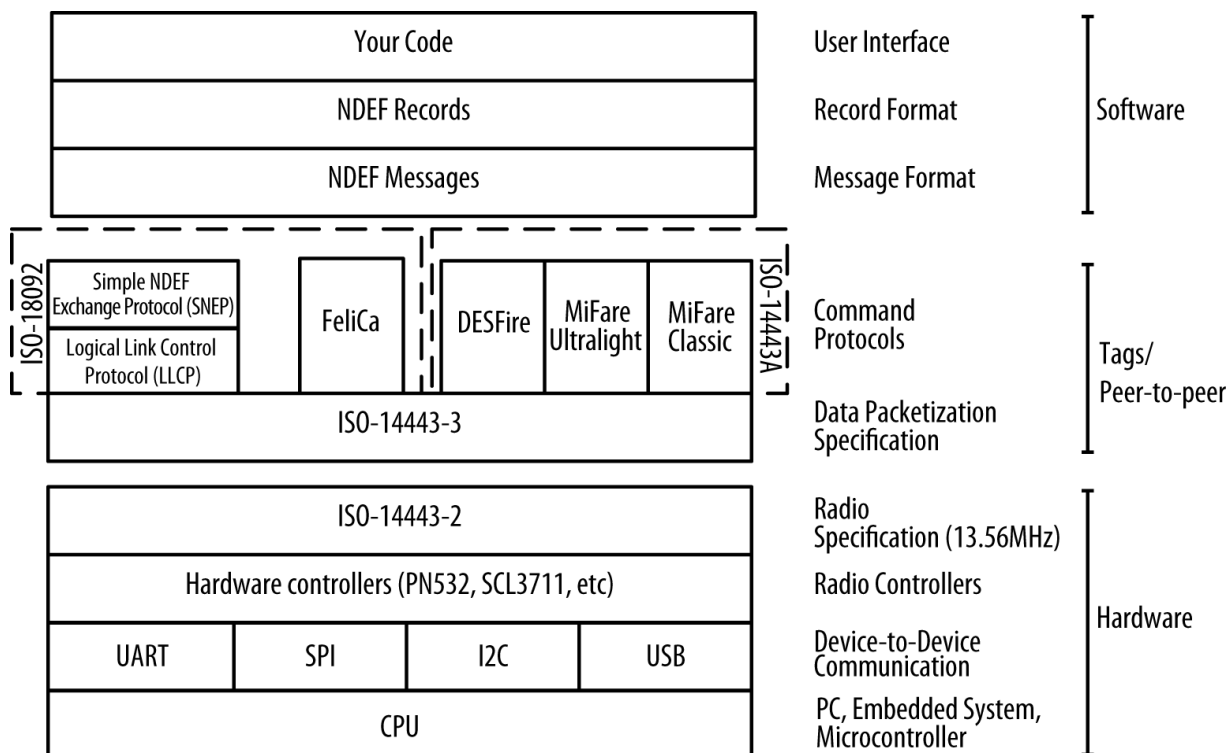 Your Code
User Interface
NDEF Records
Record Format
Software
NDEF Messages
Message Format
ISO-18092
Simple NDEF
Exchange Protocol (SNEP)
Logical Link Control
Protocol (LLCP)
FeliCa
DESFire
MiFare
Ultralight
MiFare
Classic
ISO-14443A
Command
Protocols
Tags/
Peer-to-peer
ISO-14443-3
Data Packetization
Specification
ISO-14443-2
Radio
Specification (13.56MHz)
Hardware controllers (PN532, SCL3711, etc)
Radio Controllers
Hardware
UART
SPI
I2C
USB
Device-to-Device
Communication
CPU
PC, Embedded System,
Microcontroller